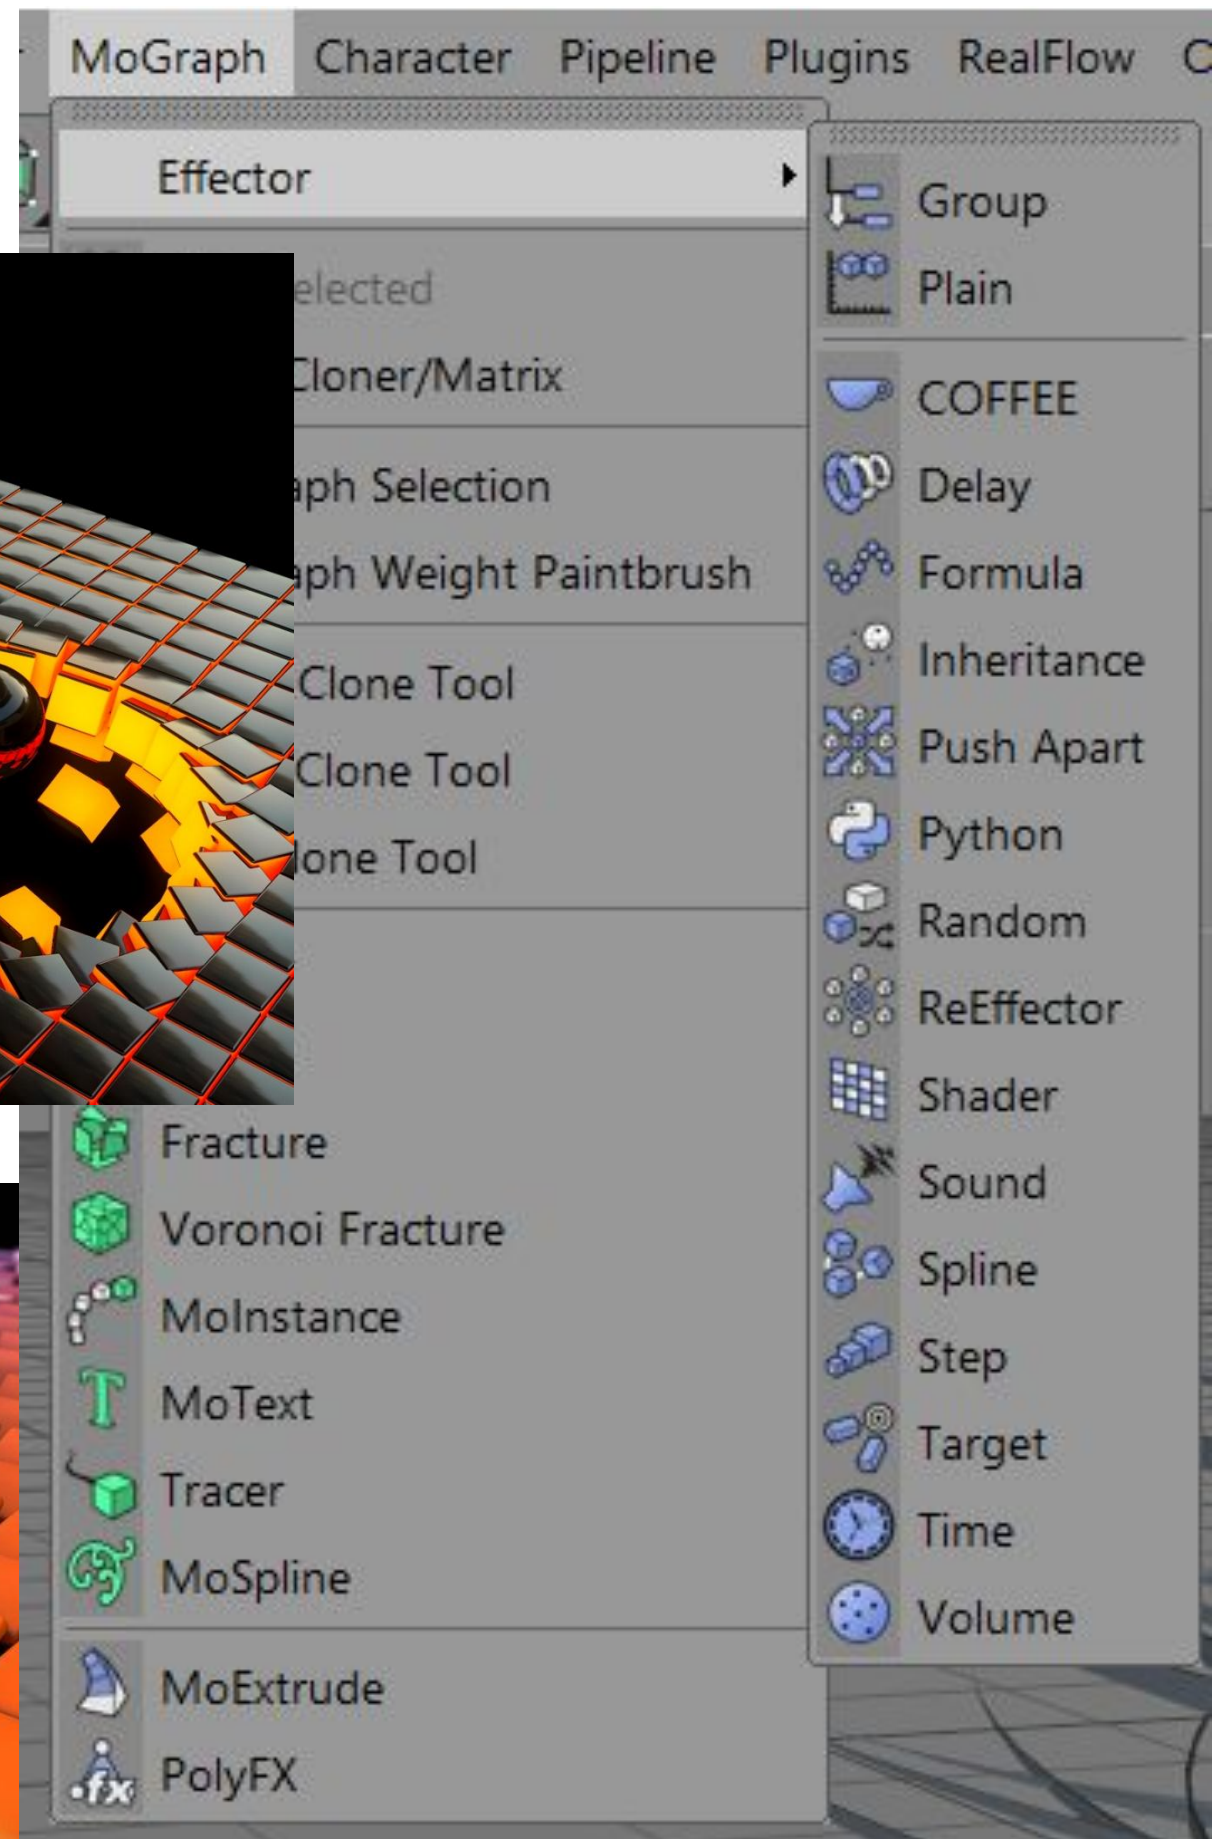 MoGraph Character Pipeline Plugins RealFlow
Effector
elected
Cloner/Matrix
aph Selection
aph Weight Paintbrush
Clone Tool
Clone Tool
lone Tool
Fracture
Voronoi Fracture
MoInstance
MoText
Tracer
MoSpline
MoExtrude
PolyFX
Group
Plain
COFFEE
Delay
Formula
Inheritance
Push Apart
Python
Random
ReEffector
Shader
Sound
Spline
Step
Target
Time
Volume